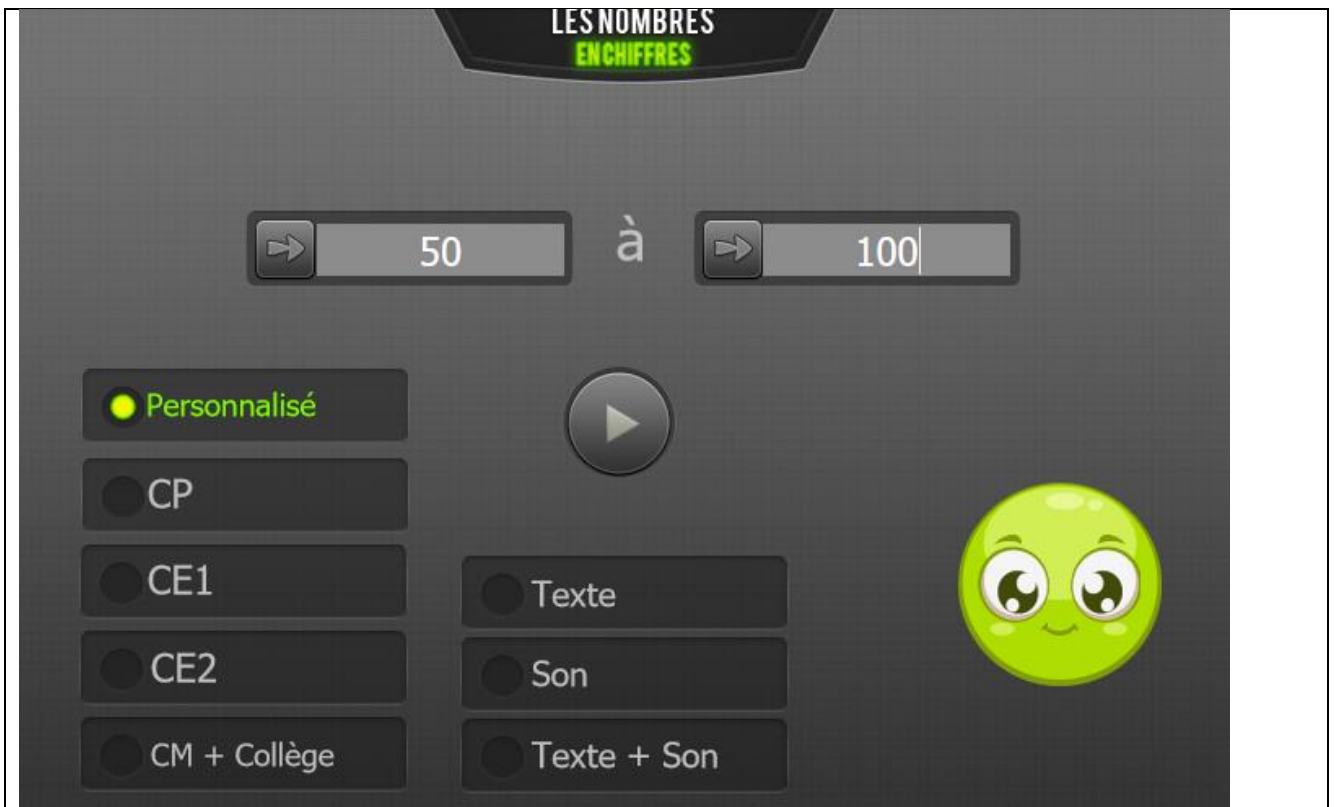 LES NOMBRES
EN CHIFFRES
50 à 100
Personnalisé
CP
CE1
CE2
CM + Collège
Texte
Son
Texte + Son